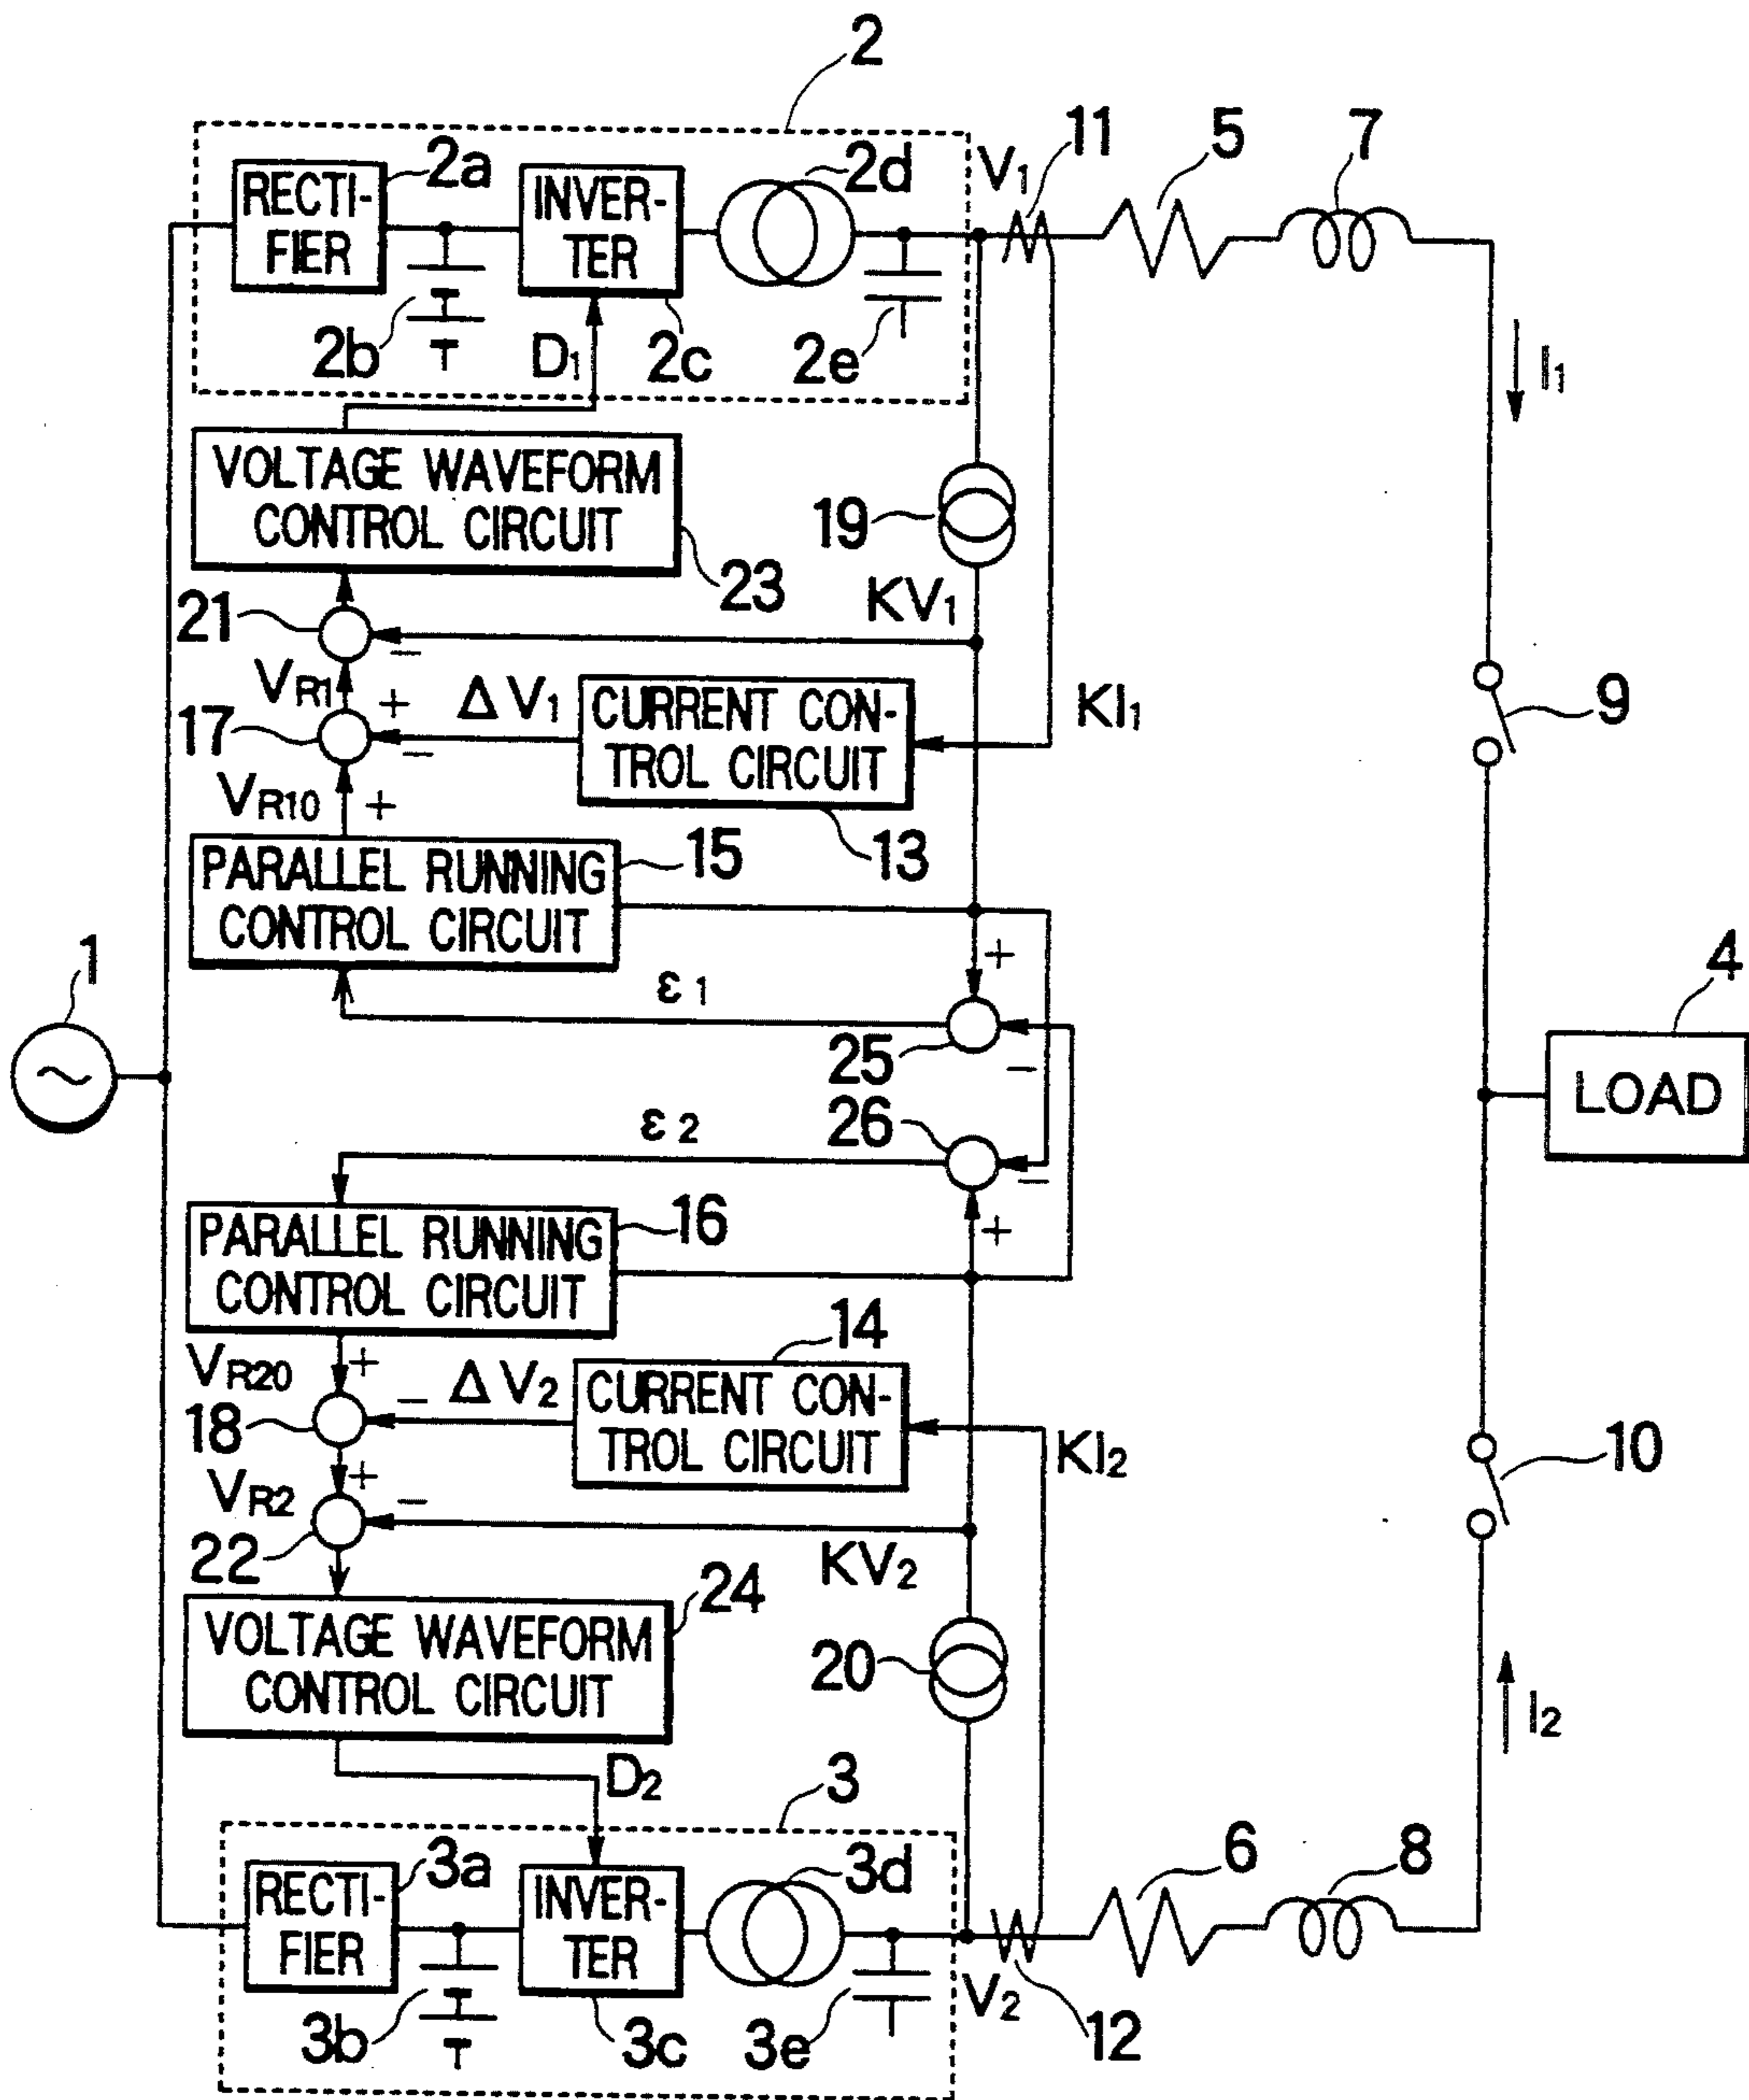 2
11
5
7
2a
2d
V1
RECTI-
FIER
INVER-
TER
2b
D1
2c
2e
I1
VOLTAGE WAVEFORM
CONTROL CIRCUIT
23
19
KV1
21
−
VR1
+
ΔV1
CURRENT CON-
TROL CIRCUIT
KI1
9
17
−
VR10
+
15
13
PARALLEL RUNNING
CONTROL CIRCUIT
+
1
ε1
4
25
−
LOAD
26
ε2
−
16
+
PARALLEL RUNNING
CONTROL CIRCUIT
14
VR20
+
−
ΔV2
CURRENT CON-
TROL CIRCUIT
18
KI2
10
VR2
+
−
22
KV2
24
VOLTAGE WAVEFORM
CONTROL CIRCUIT
20
I2
D2
3
3a
3d
6
8
RECTI-
FIER
INVER-
TER
V2
3b
3c
3e
12